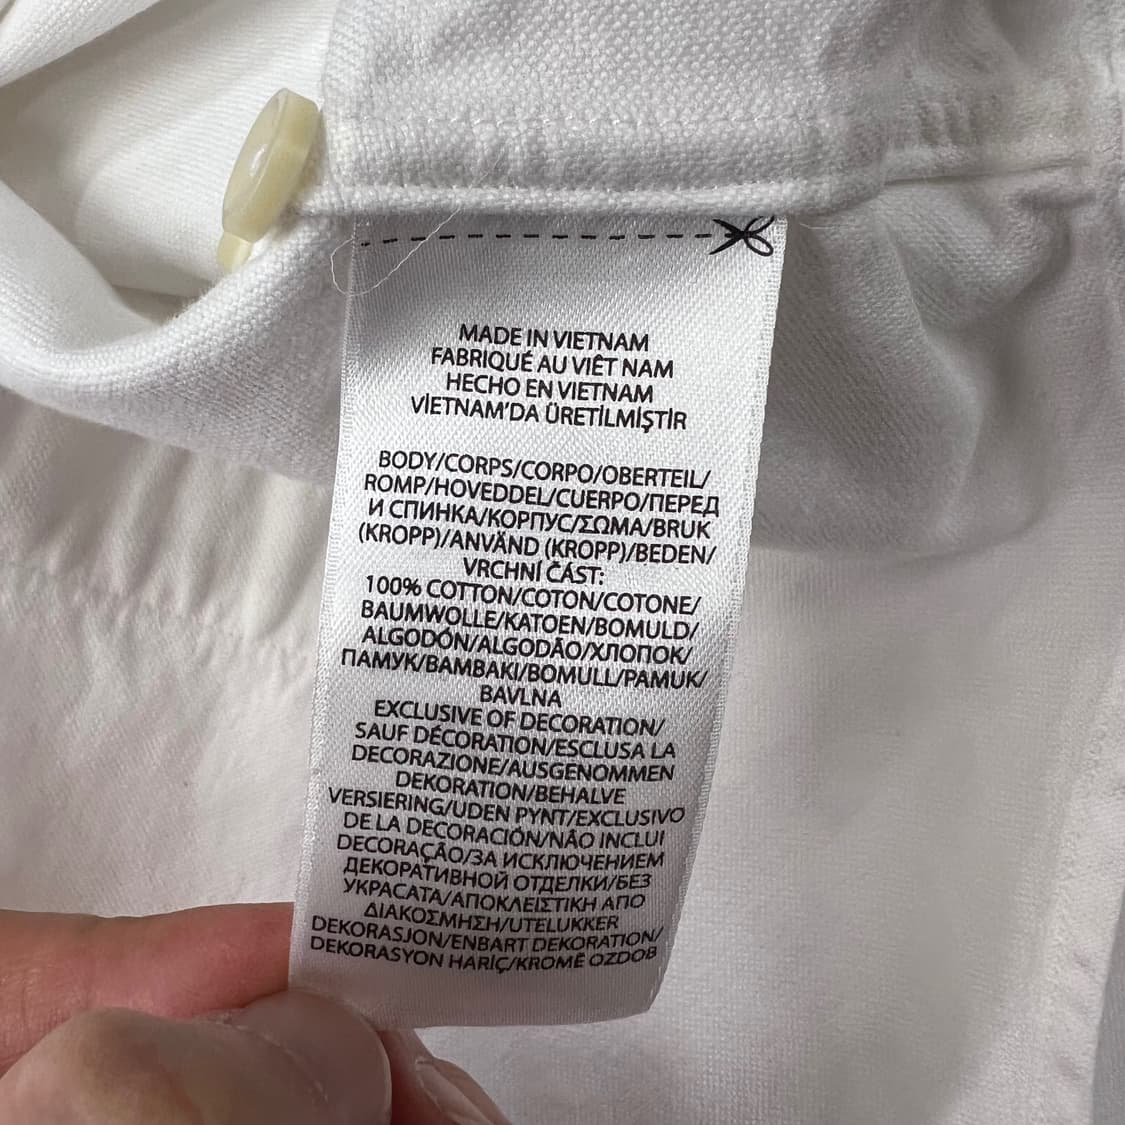 MADE IN VIETNAM
FABRIQUÉ AU VIÊT NAM
HECHO EN VIETNAM
VİETNAM'DA ÜRETİLMİŞTİR
BODY/CORPS/CORPO/OBERTEIL/
ROMP/HOVEDDEL/CUERPO/ПЕРЕД
И СПИНКА/КОРПУС/ΣΩΜΑ/BRUK
(KROPP)/ANVÄND (KROPP)/BEDEN/
VRCHNÍ ČÁST:
100% COTTON/COTON/COTONE/
BAUMWOLLE/KATOEN/BOMULD/
ALGODÓN/ALGODÃO/ХЛОПОК/
ПАМУК/ΒΑΜΒΑΚΙ/BOMULL/PAMUK/
BAVLNA
EXCLUSIVE OF DECORATION/
SAUF DÉCORATION/ESCLUSA LA
DECORAZIONE/AUSGENOMMEN
DEKORATION/BEHALVE
VERSIERING/UDEN PYNT/EXCLUSIVO
DE LA DECORACIÓN/NÃO INCLUI
DECORAÇÃO/ЗА ИСКЛЮЧЕНИЕМ
ДЕКОРАТИВНОЙ ОТДЕЛКИ/БЕЗ
УКРАСАТА/ΑΠΟΚΛΕΙΣΤΙΚΗ ΑΠΟ
ΔΙΑΚΟΣΜΗΣΗ/UTELUKKER
DEKORASJON/ENBART DEKORATION/
DEKORASYON HARİÇ/KROMĚ OZDOB